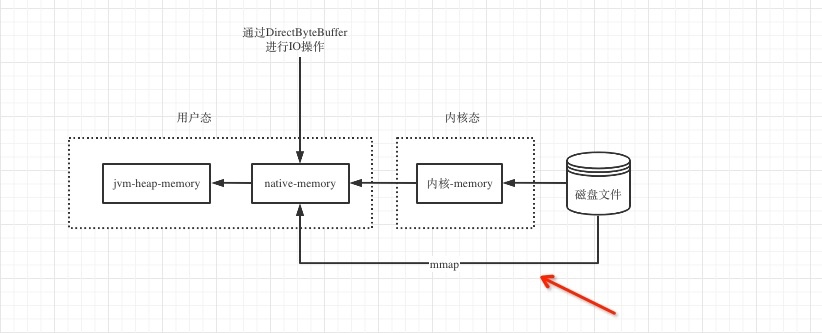 通过DirectByteBuffer
进行IO操作
用户态
内核态
jvm-heap-memory
native-memory
内核-memory
磁盘文件
mmap